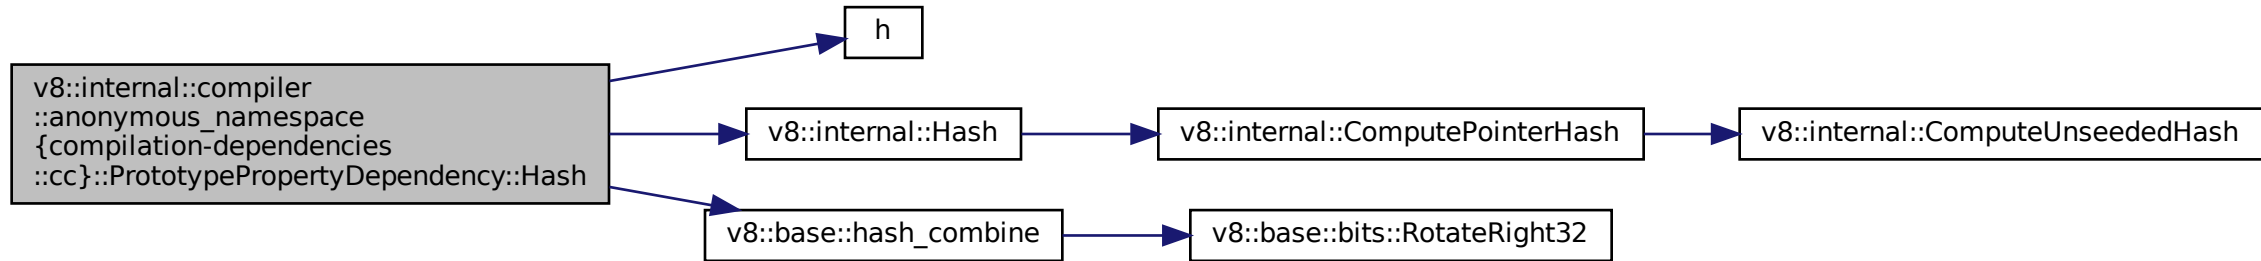 h
v8::internal::compiler
::anonymous_namespace
{compilation-dependencies
::cc}::PrototypePropertyDependency::Hash
v8::internal::Hash
v8::internal::ComputePointerHash
v8::internal::ComputeUnseededHash
v8::base::hash_combine
v8::base::bits::RotateRight32